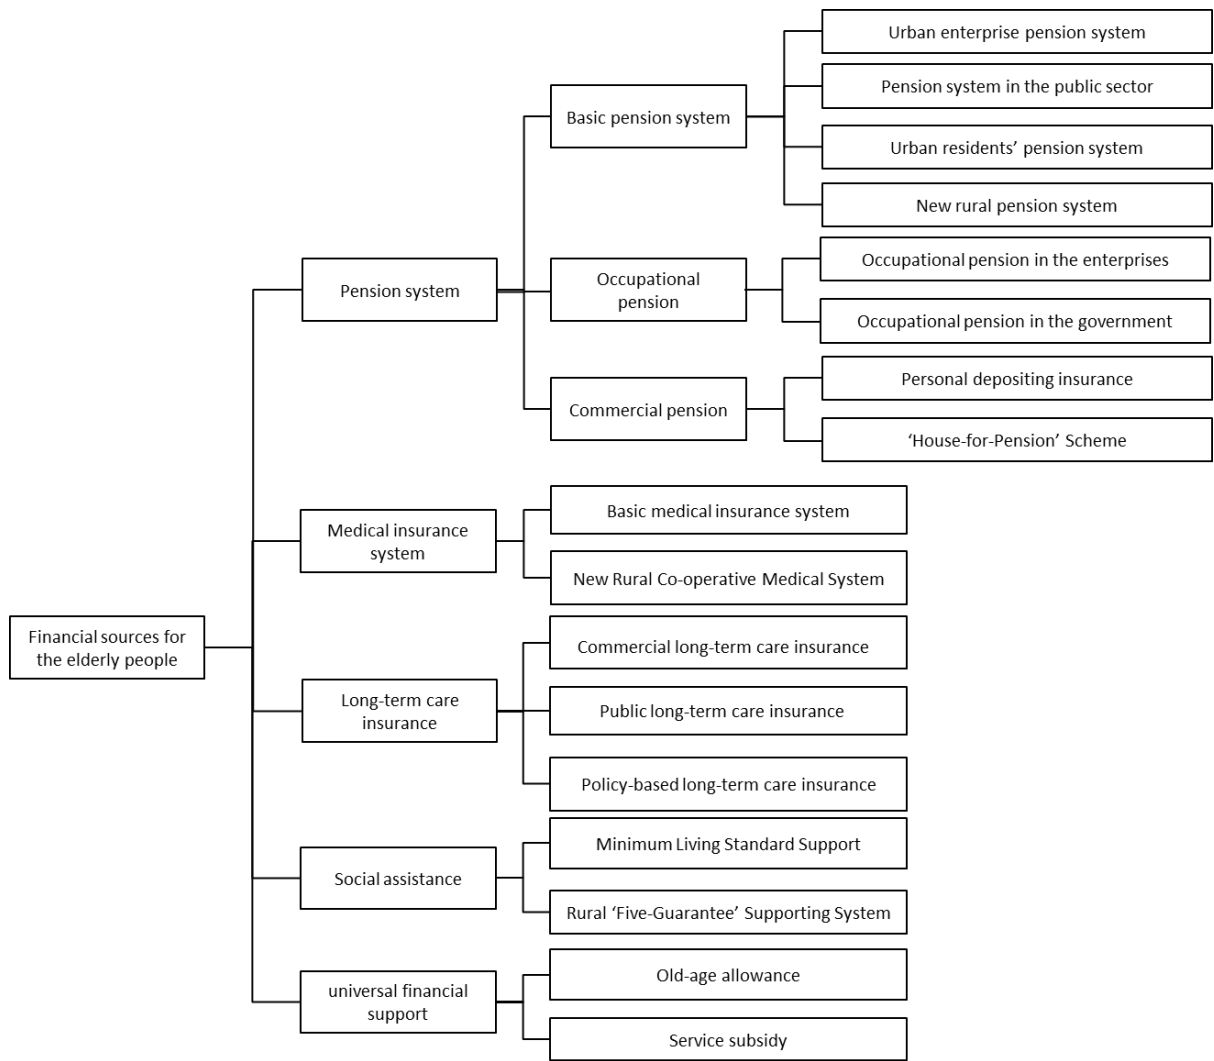 Urban enterprise pension system
Pension system in the public sector
Basic pension system
Urban residents’ pension system
New rural pension system
Occupational pension in the enterprises
Pension system
Occupational
pension
Occupational pension in the government
Personal depositing insurance
Commercial pension
‘House-for-Pension’ Scheme
Basic medical insurance system
Medical insurance
system
New Rural Co-operative Medical System
Financial sources for
the elderly people
Commercial long-term care insurance
Long-term care
insurance
Public long-term care insurance
Policy-based long-term care insurance
Minimum Living Standard Support
Social assistance
Rural ‘Five-Guarantee’ Supporting System
Old-age allowance
universal financial
support
Service subsidy